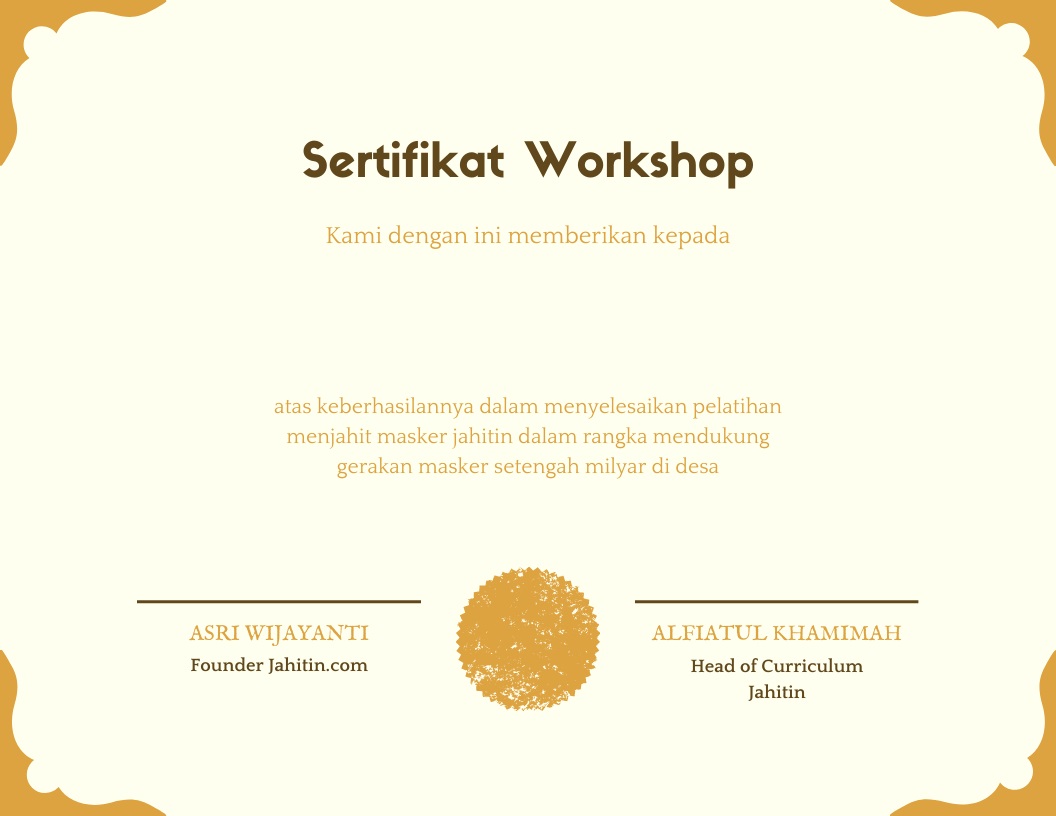 Sertifikat Workshop
Kami dengan ini memberikan kepada
atas keberhasilannya dalam menyelesaikan pelatihan
menjahit masker jahitin dalam rangka mendukung
gerakan masker setengah milyar di desa
ASRI WIJAYANTI
Founder Jahitin.com
ALFIATUL KHAMIMAH
Head of Curriculum
Jahitin